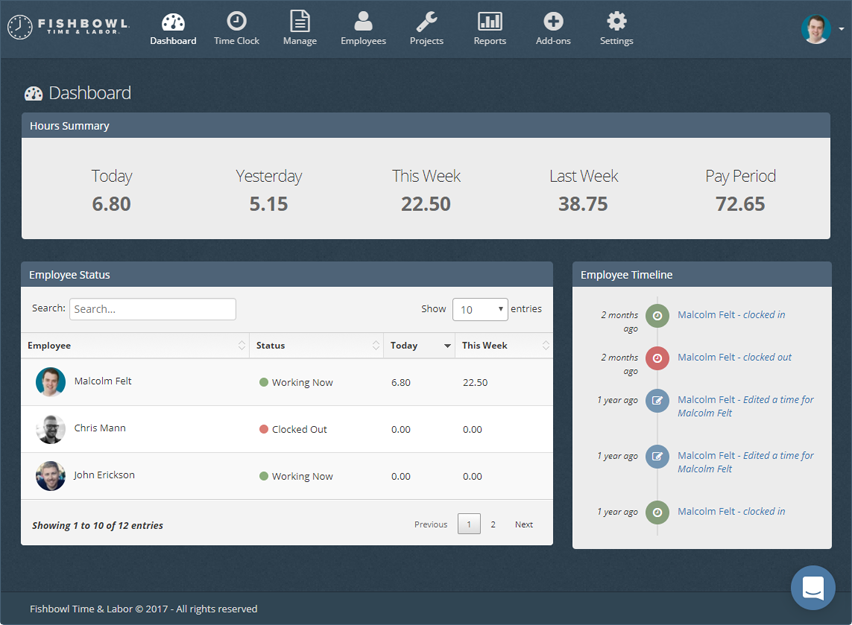 FISHBOWL
TIME & LABOR.
Dashboard
Time Clock
Manage
Employees
Projects
Reports
Add-ons
Settings
Dashboard
Hours Summary
Today
Yesterday
This Week
Last Week
Pay Period
6.80
5.15
22.50
38.75
72.65
Employee Status
Search: Search...
Show 10 entries
Employee Status Today This Week
Malcolm Felt Working Now 6.80 22.50
Chris Mann Clocked Out 0.00 0.00
John Erickson Working Now 0.00 0.00
Showing 1 to 10 of 12 entries
Previous 1 2 Next
Employee Timeline
2 months
ago
Malcolm Felt - clocked in
2 months
ago
Malcolm Felt - clocked out
1 year ago
Malcolm Felt - Edited a time for
Malcolm Felt
1 year ago
Malcolm Felt - Edited a time for
Malcolm Felt
1 year ago
Malcolm Felt - clocked in
Fishbowl Time & Labor © 2017 - All rights reserved